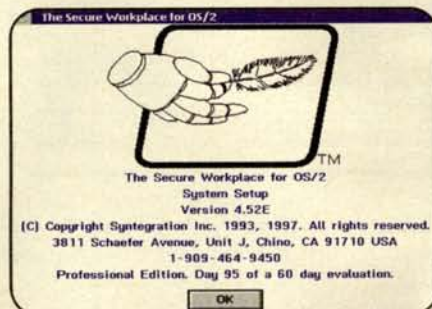 The Secure Workplace for OS/2
TM
The Secure Workplace for OS/2
System Setup
Version 4.52E
(C) Copyright Syntegration Inc. 1993, 1997. All rights reserved.
3811 Schaefer Avenue, Unit J, Chino, CA 91710 USA
1-909-464-9450
Professional Edition. Day 95 of a 60 day evaluation.
OK